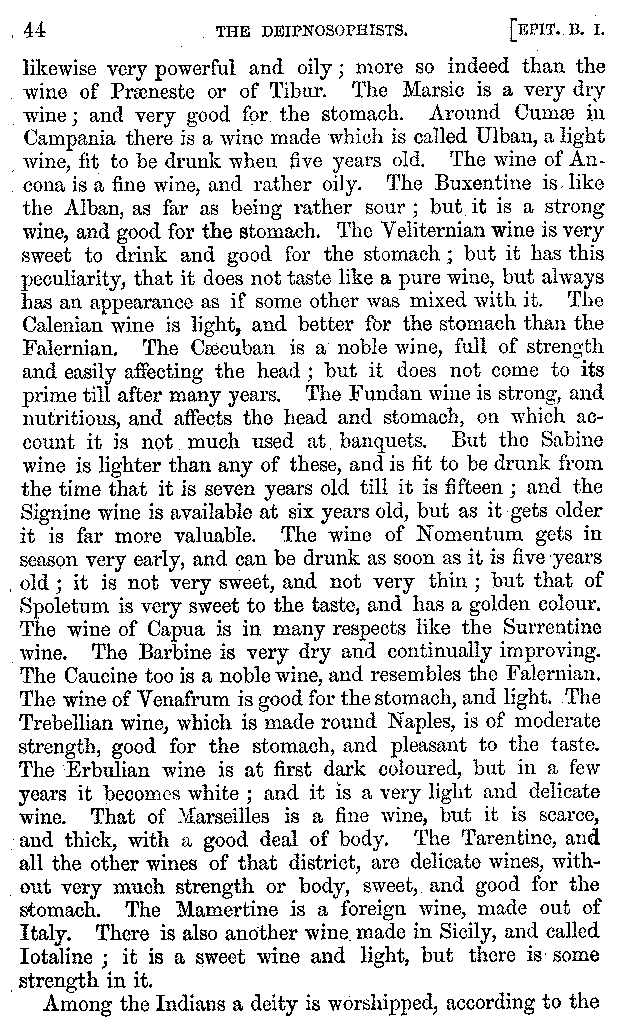 44 THE DEIPNOSOPHISTS. [EPIT. B. I.
likewise very powerful and oily ; more so indeed than the
wine of Præneste or of Tibur. The Marsic is a very dry
wine ; and very good for the stomach. Around Cumæ in
Campania there is a wine made which is called Ulban, a light
wine, fit to be drunk when five years old. The wine of An-
cona is a fine wine, and rather oily. The Buxentine is like
the Alban, as far as being rather sour ; but it is a strong
wine, and good for the stomach. The Veliternian wine is very
sweet to drink and good for the stomach ; but it has this
peculiarity, that it does not taste like a pure wine, but always
has an appearance as if some other was mixed with it. The
Calenian wine is light, and better for the stomach than the
Falernian. The Cæcuban is a noble wine, full of strength
and easily affecting the head ; but it does not come to its
prime till after many years. The Fundan wine is strong, and
nutritious, and affects the head and stomach, on which ac-
count it is not much used at banquets. But the Sabine
wine is lighter than any of these, and is fit to be drunk from
the time that it is seven years old till it is fifteen ; and the
Signine wine is available at six years old, but as it gets older
it is far more valuable. The wine of Nomentum gets in
season very early, and can be drunk as soon as it is five years
old ; it is not very sweet, and not very thin ; but that of
Spoletum is very sweet to the taste, and has a golden colour.
The wine of Capua is in many respects like the Surrentine
wine. The Barbine is very dry and continually improving.
The Caucine too is a noble wine, and resembles the Falernian.
The wine of Venafrum is good for the stomach, and light. The
Trebellian wine, which is made round Naples, is of moderate
strength, good for the stomach, and pleasant to the taste.
The Erbulian wine is at first dark coloured, but in a few
years it becomes white ; and it is a very light and delicate
wine. That of Marseilles is a fine wine, but it is scarce,
and thick, with a good deal of body. The Tarentine, and
all the other wines of that district, are delicate wines, with-
out very much strength or body, sweet, and good for the
stomach. The Mamertine is a foreign wine, made out of
Italy. There is also another wine made in Sicily, and called
Iotaline ; it is a sweet wine and light, but there is some
strength in it.
Among the Indians a deity is worshipped, according to the